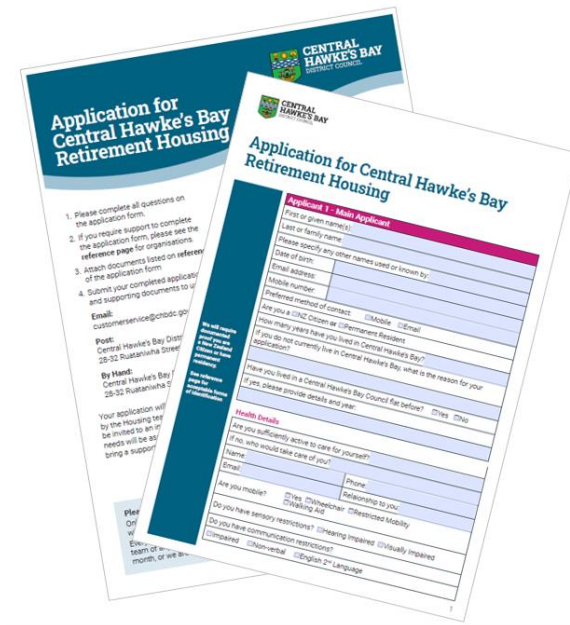 CENTRAL
HAWKE'S BAY
DISTRICT COUNCIL
Application for
Central Hawke's Bay
Retirement Housing
1. Please complete all questions on
the application form.
2. If you require support to complete
the application form, please see the
reference page for organisations
3. Attach documents listed on
of the application form
4. Submit your completed
and supporting documents to
Email:
Post:
Central Hawke's Bay
28-32 Ruataniwha
By Hand:
Central Hawke's Bay
28-32 Ruataniwha
Your application
by the Housing
be invited to an
needs will be
bring a
month, or we are
CENTRAL
HAWKE'S BAY
DISTRICT COUNCIL
Application for Central Hawke's Bay
Retirement Housing
We will require
documented
proof you are
a New Zealand
Citizen or have
permanent
residency.
See reference
page for
acceptable forms
of identification
Applicant 1 - Main Applicant
First or given name(s):
Last or family name:
Please specify any other names used or known by:
Date of birth:
Email address:
Mobile number:
Preferred method of contact: Mobile Email
Are you a NZ Citizen or Permanent Resident
How many years have you lived in Central Hawke's Bay?
If you do not currently live in Central Hawke's Bay, what is the reason for your
application?
Have you lived in a Central Hawke's Bay Council flat before? Yes No
If yes, please provide details and year:
Health Details
Are you sufficiently active to care for yourself?
If no, who would take care of you?
Name: Phone:
Email: Relaionship to you:
Are you mobile? Yes Wheelchair Restricted Mobility
Walking Aid
Do you have sensory restrictions? Hearing Impaired Visually Impaired
Do you have communication restrictions?
Impaired Non-verbal English 2nd Language
1